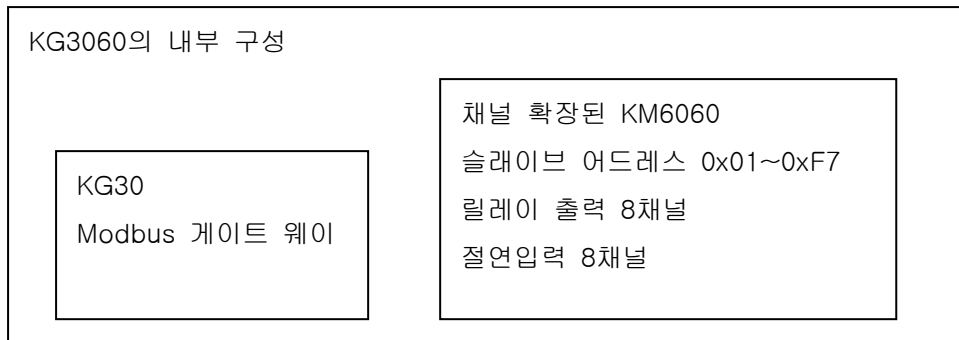 KG3060의 내부 구성
KG30
Modbus 게이트 웨이
채널 확장된 KM6060
슬래이브 어드레스 0x01~0xF7
릴레이 출력 8채널
절연입력 8채널